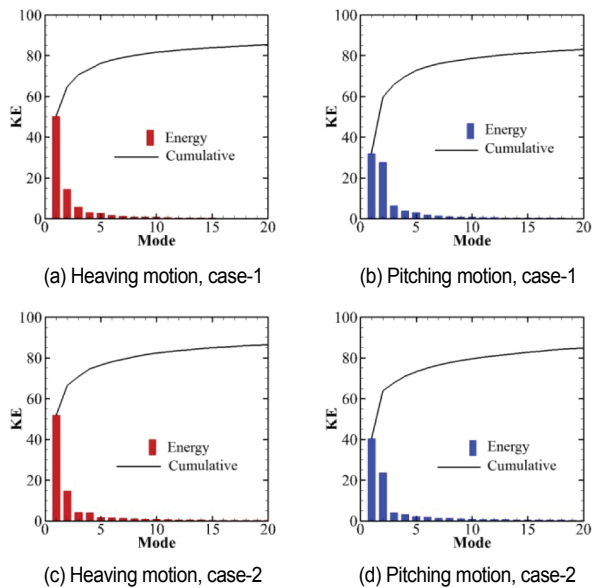 100
80
60
40
20
0
KE
Energy
Cumulative
0 5 10 15 20
Mode
(a) Heaving motion, case-1
100
80
60
40
20
0
KE
Energy
Cumulative
0 5 10 15 20
Mode
(b) Pitching motion, case-1
100
80
60
40
20
0
KE
Energy
Cumulative
0 5 10 15 20
Mode
(c) Heaving motion, case-2
100
80
60
40
20
0
KE
Energy
Cumulative
0 5 10 15 20
Mode
(d) Pitching motion, case-2